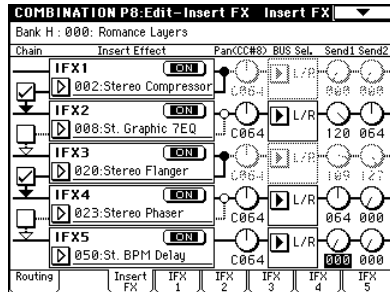 COMBINATION P8:Edit-Insert FX Insert FX
Bank H : 000: Romance Layers
Chain Insert Effect Pan(CC#8) BUS Sel. Send1 Send2
IFX1 ON
002:Stereo Compressor C064 L/R 000 000
IFX2 ON
008:St. Graphic 7EQ C064 L/R 120 064
IFX3 ON
020:Stereo Flanger C064 L/R 109 127
IFX4 ON
023:Stereo Phaser C064 L/R 064 000
IFX5 ON
050:St. BPM Delay C064 L/R 000 000
Routing Insert FX IFX 1 IFX 2 IFX 3 IFX 4 IFX 5